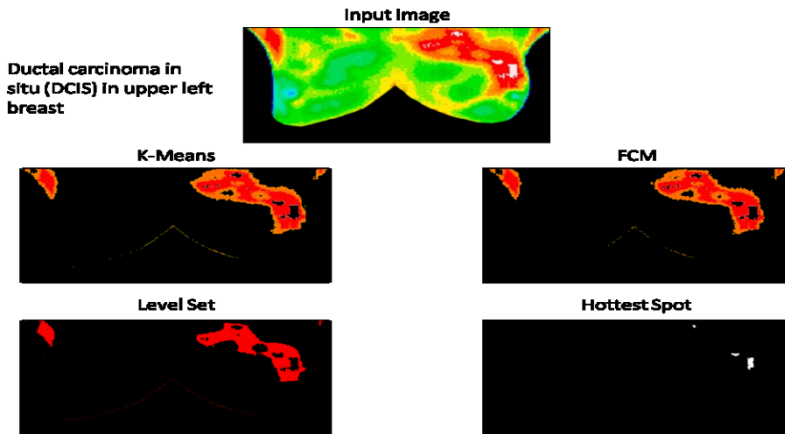 Input Image
Ductal carcinoma in
situ (DCIS) in upper left
breast
K-Means
FCM
Level Set
Hottest Spot